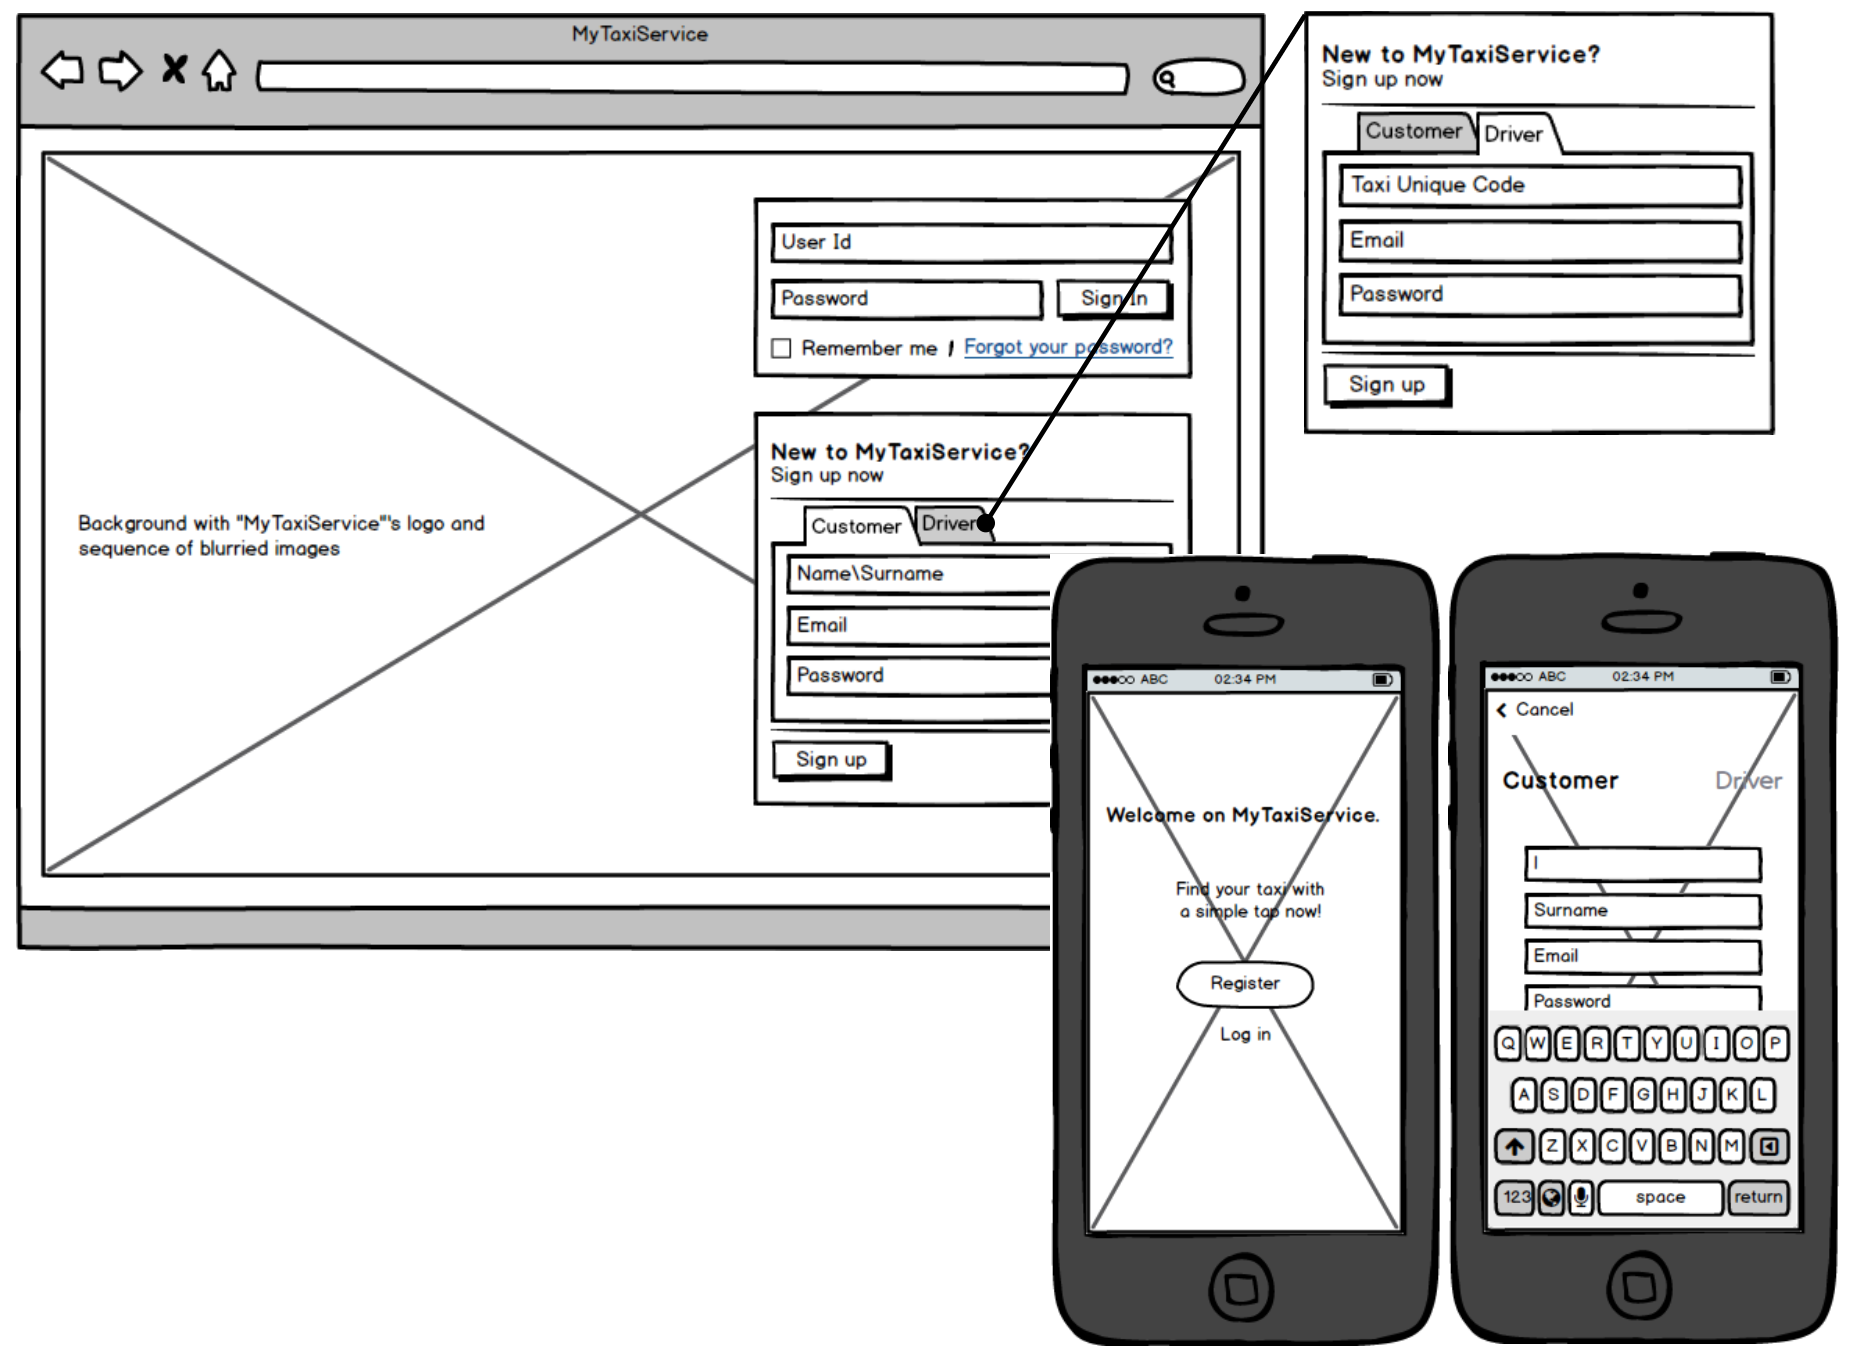 MyTaxiService
User Id
Password
Sign In
Remember me
Forgot your password?
New to MyTaxiService?
Sign up now
Customer
Driver
Name\Surname
Email
Password
Sign up
Background with "MyTaxiService"'s logo and
sequence of blurried images
New to MyTaxiService?
Sign up now
Customer
Driver
Taxi Unique Code
Email
Password
Sign up
ABC 02:34 PM
Welcome on MyTaxiService.
Find your taxi with
a simple tap now!
Register
Log in
ABC 02:34 PM
Cancel
Customer Driver
Surname
Email
Password
Q W E R T Y U I O P
A S D F G H J K L
Z X C V B N M
123 space return